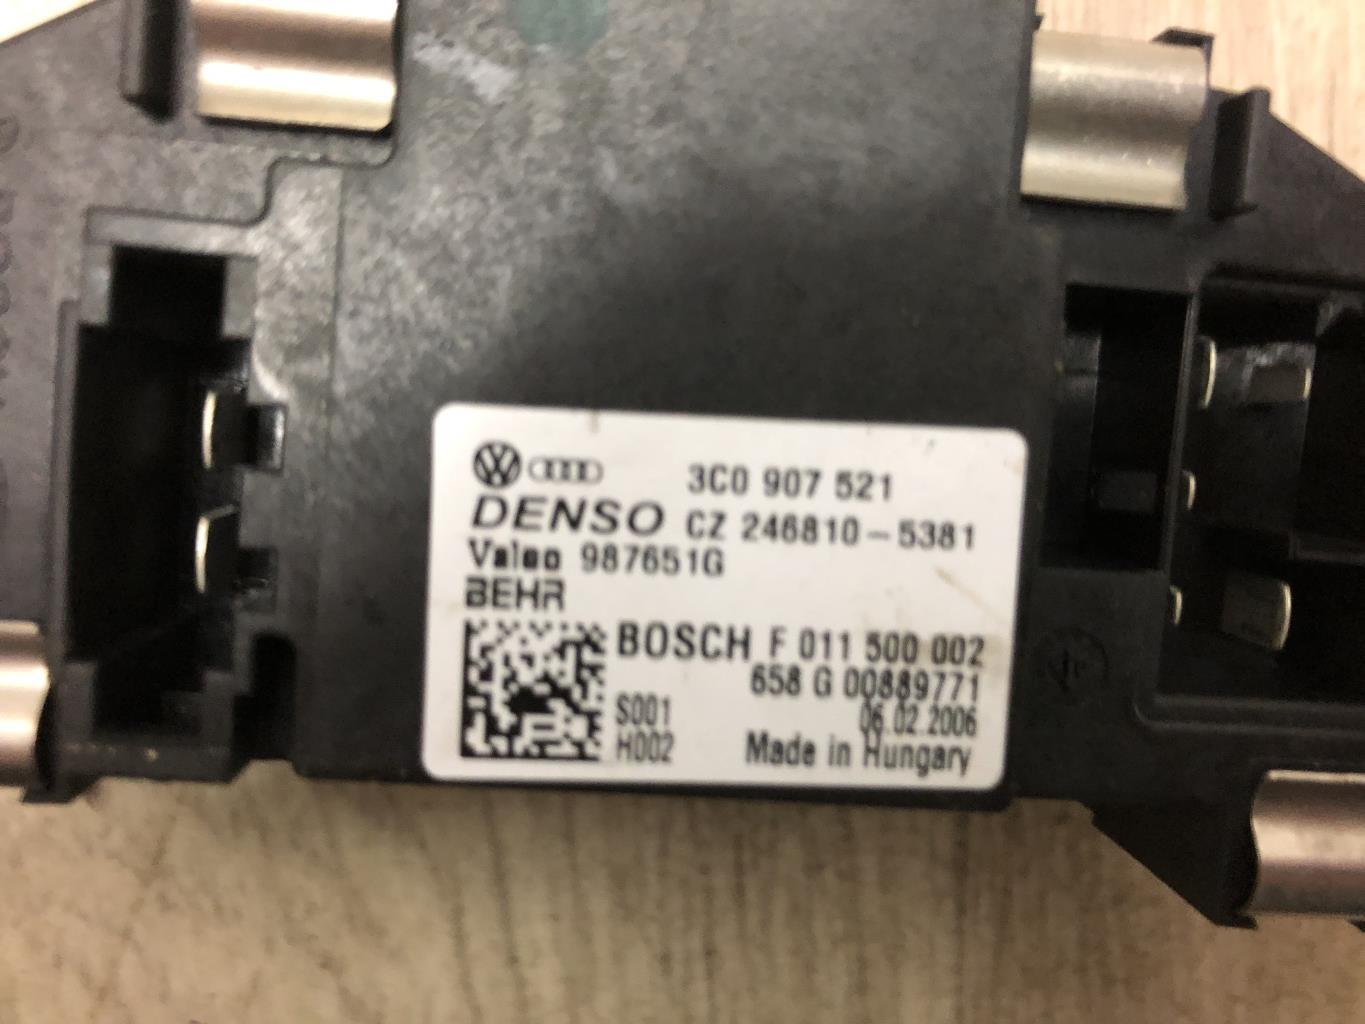 3C0 907 521
DENSO CZ 246810-5381
Valeo 987651G
BEHR
BOSCH F 011 500 002
658 G 00889771
S001 06.02.2006
H002 Made in Hungary